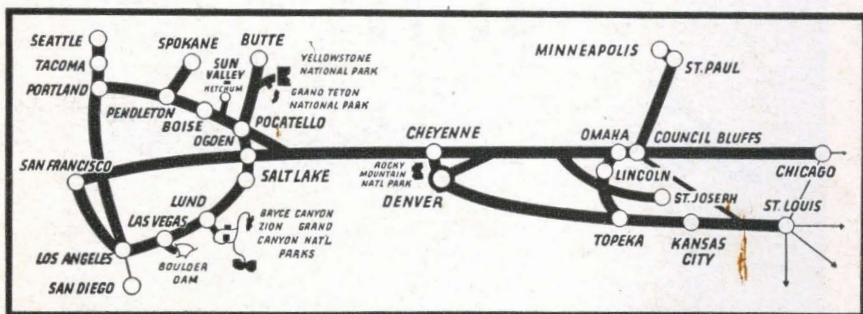 SEATTLE
TACOMA
PORTLAND
SPOKANE
BUTTE
SUN
VALLEY
KETCHUM
YELLOWSTONE
NATIONAL PARK
GRAND TETON
NATIONAL PARK
PENDLETON
BOISE
POCATELLO
OGDEN
SAN FRANCISCO
SALT LAKE
LUND
LAS VEGAS
BRYCE CANYON
ZION GRAND
CANYON NAT'L
PARKS
LOS ANGELES
BOULDER
DAM
SAN DIEGO
CHEYENNE
ROCKY
MOUNTAIN
NATL PARK
DENVER
MINNEAPOLIS
ST. PAUL
OMAHA
COUNCIL BLUFFS
CHICAGO
LINCOLN
ST. JOSEPH
ST. LOUIS
TOPEKA
KANSAS
CITY